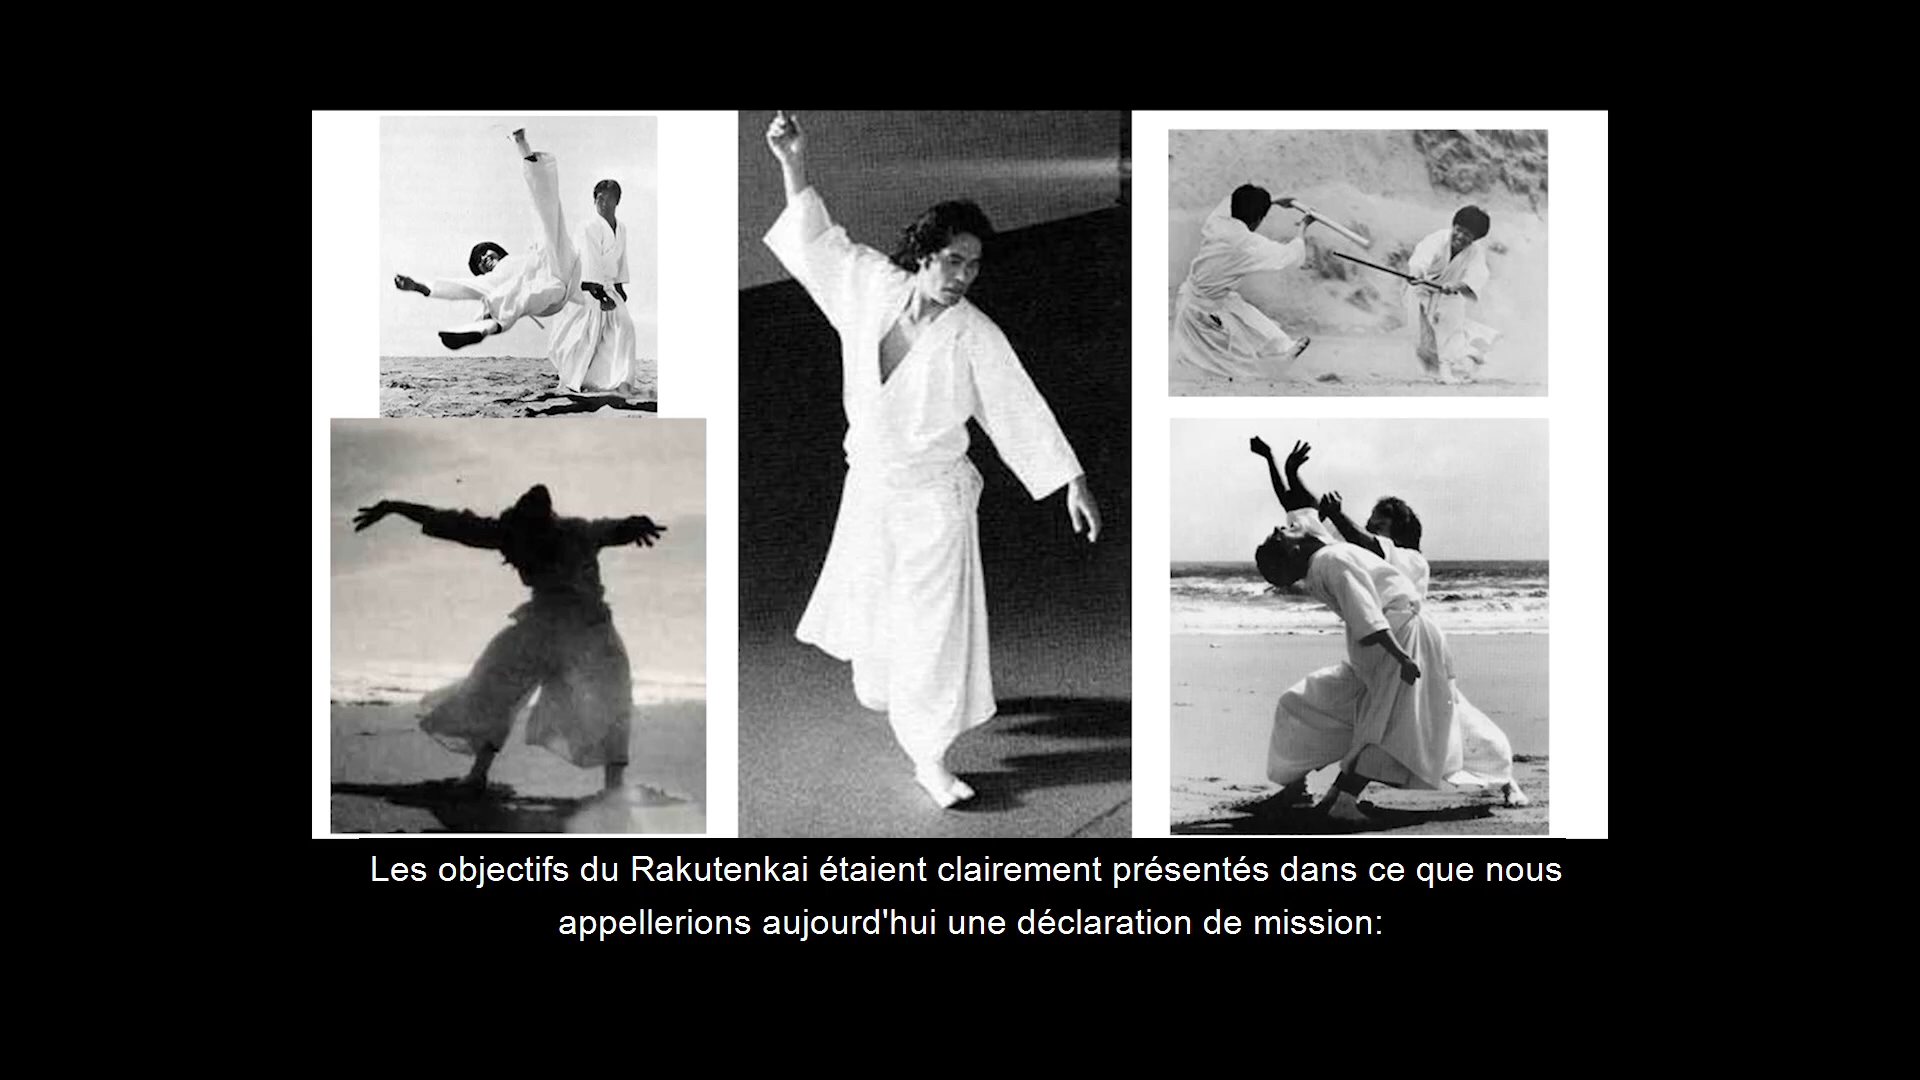 Les objectifs du Rakutenkai étaient clairement présentés dans ce que nous
appellerions aujourd'hui une déclaration de mission: